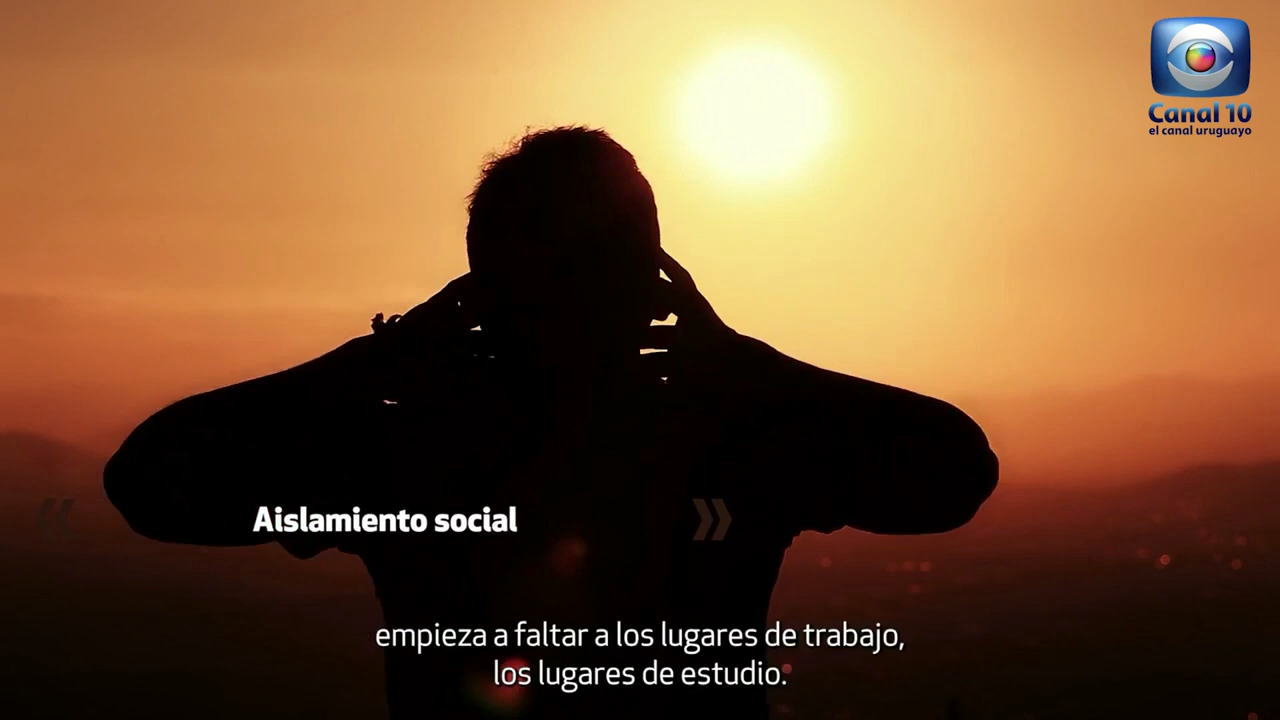 Canal 10
el canal uruguayo
Aislamiento social
empieza a faltar a los lugares de trabajo,
los lugares de estudio.